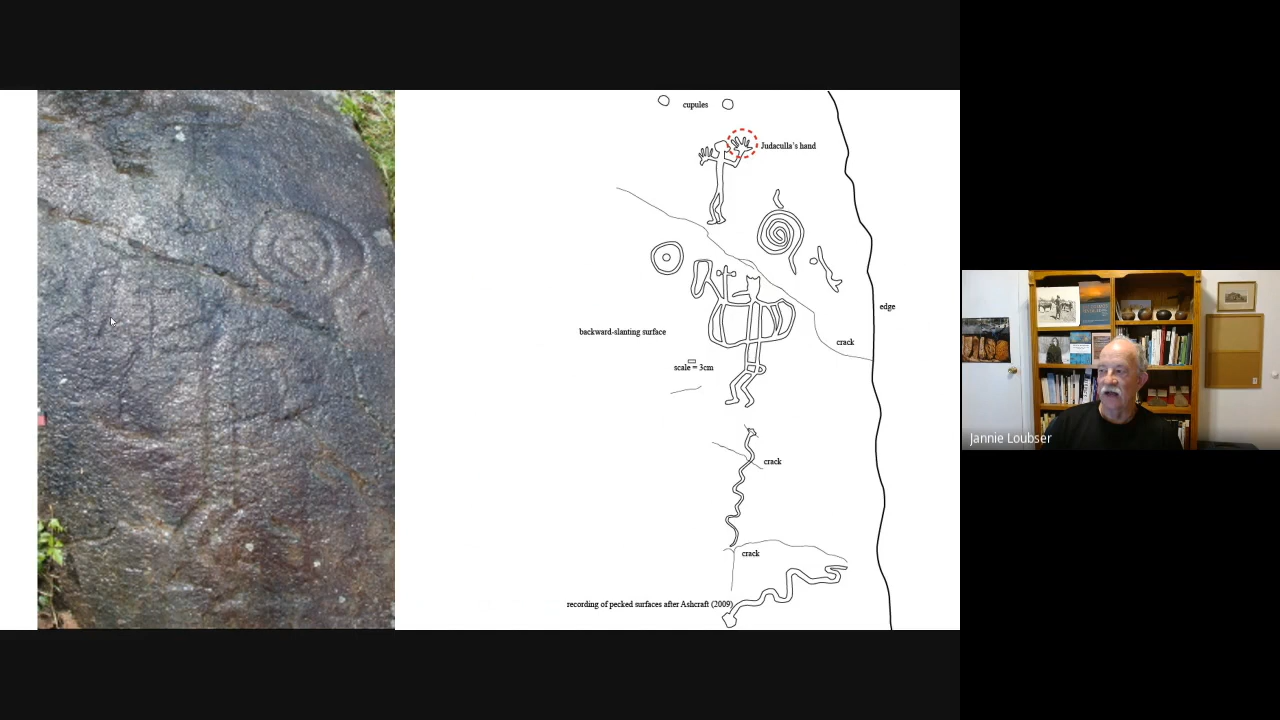 cupules
Judaculla's hand
edge
backward-slanting surface
crack
scale = 3cm
crack
crack
recording of pecked surfaces after Ashcraft (2009)
Jannie Loubser